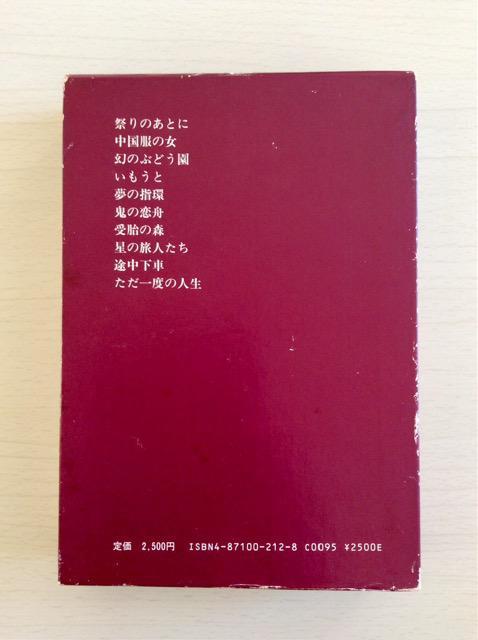 祭りのあとに
中国服の女
幻のぶどう園
いもうと
夢の指環
鬼の恋舟
受胎の森
星の旅人たち
途中下車
ただ一度の人生
定価 2,500円 ISBN4-87100-212-8 C0095 ¥2500E